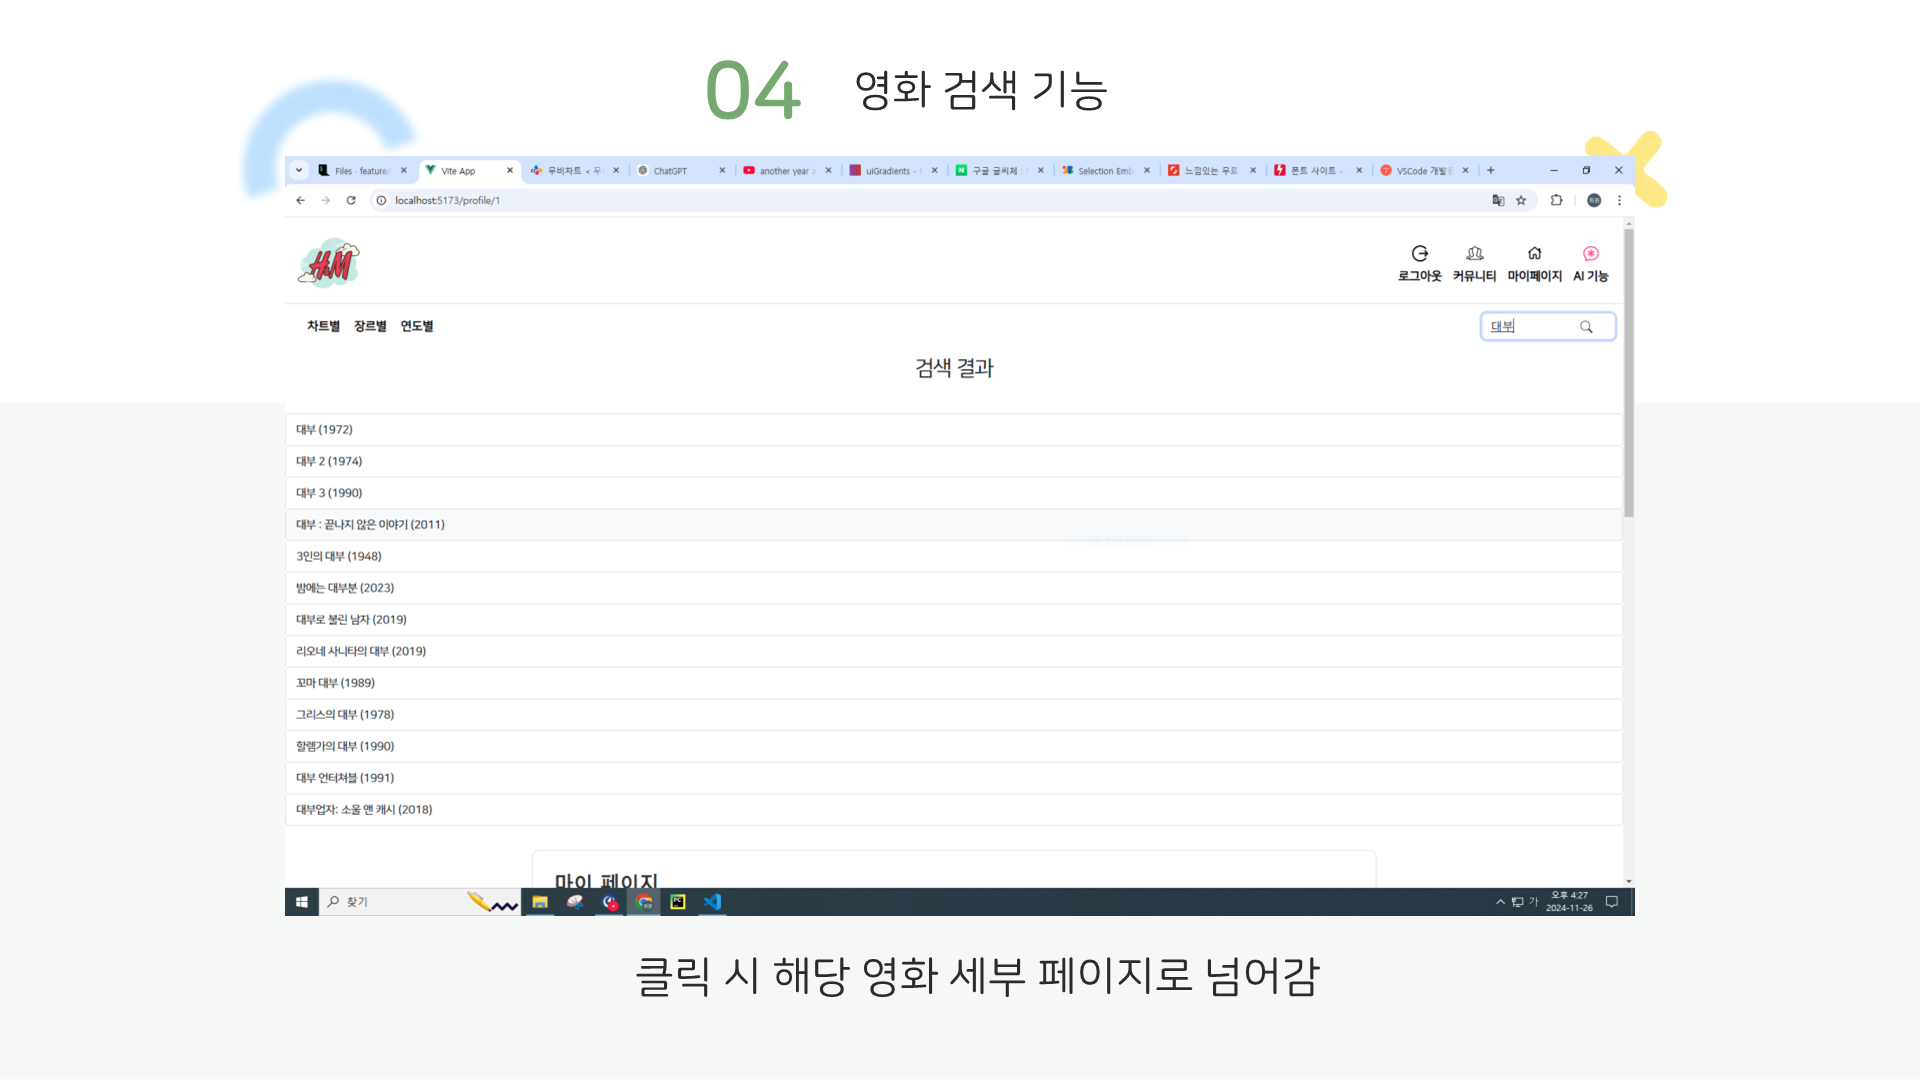 04 영화 검색 기능
Files - feature/ Vite App 무비차트 < 무 ChatGPT another year a uiGradients - 구글 글씨체 : Selection Emb 느낌있는 무료 폰트 사이트 - VSCode 개발
localhost:5173/profile/1
H&M
로그아웃 커뮤니티 마이페이지 AI 기능
차트별 장르별 연도별 대부
검색 결과
대부 (1972)
대부 2 (1974)
대부 3 (1990)
대부 : 끝나지 않은 이야기 (2011)
3인의 대부 (1948)
밤에는 대부분 (2023)
대부로 불린 남자 (2019)
리오네 사니타의 대부 (2019)
꼬마 대부 (1989)
그리스의 대부 (1978)
할렘가의 대부 (1990)
대부 언터쳐블 (1991)
대부업자: 소울 앤 캐시 (2018)
마이 페이지
찾기
가 오후 4:27
2024-11-26
클릭 시 해당 영화 세부 페이지로 넘어감